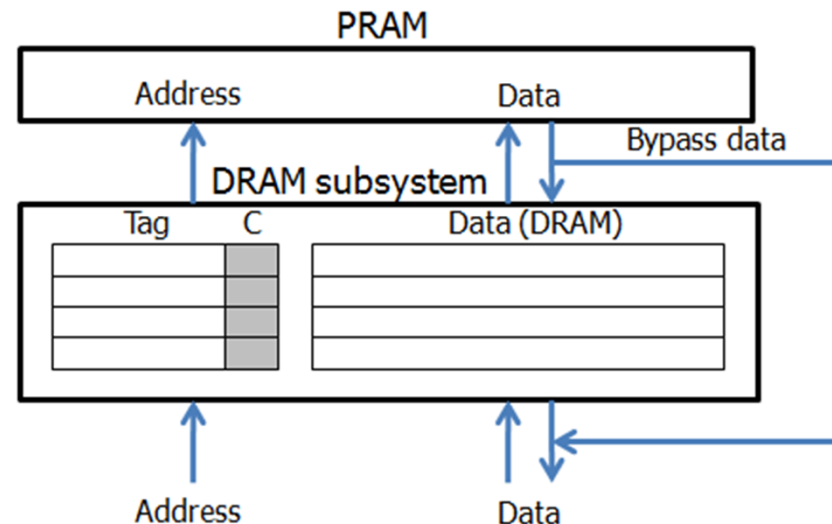 PRAM
Address Data
Bypass data
DRAM subsystem
Tag C Data (DRAM)
Address Data